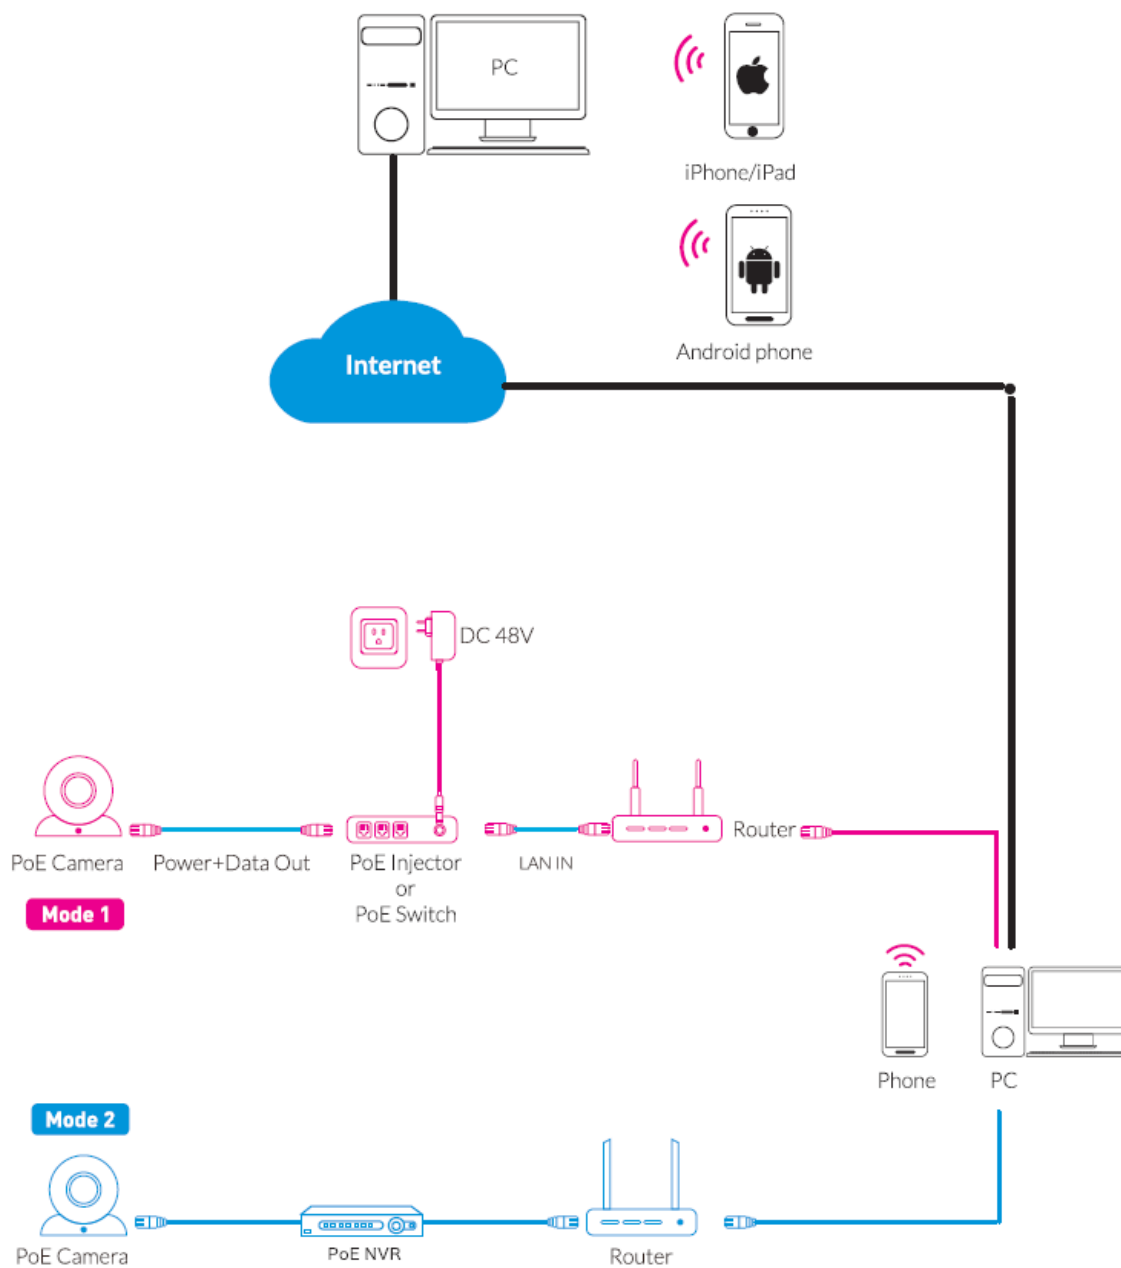 PC
iPhone/iPad
Android phone
Internet
DC 48V
Router
PoE Camera
Power+Data Out
PoE Injector
or
PoE Switch
LAN IN
Mode 1
Phone
PC
Mode 2
PoE Camera
PoE NVR
Router